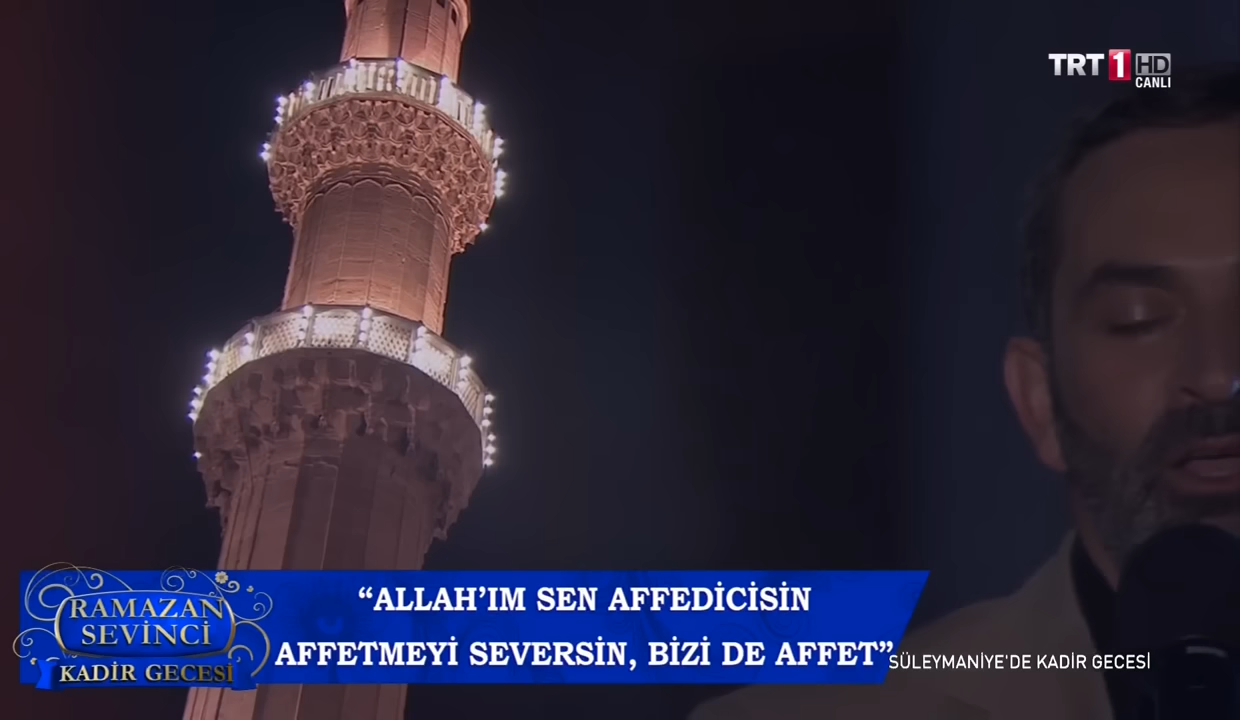 TRT 1 HD
CANLI
RAMAZAN
SEVİNCİ
KADİR GECESİ
“ALLAH’IM SEN AFFEDİCİSİN
AFFETMEYİ SEVERSİN, BİZİ DE AFFET”
SÜLEYMANİYE'DE KADİR GECESİ